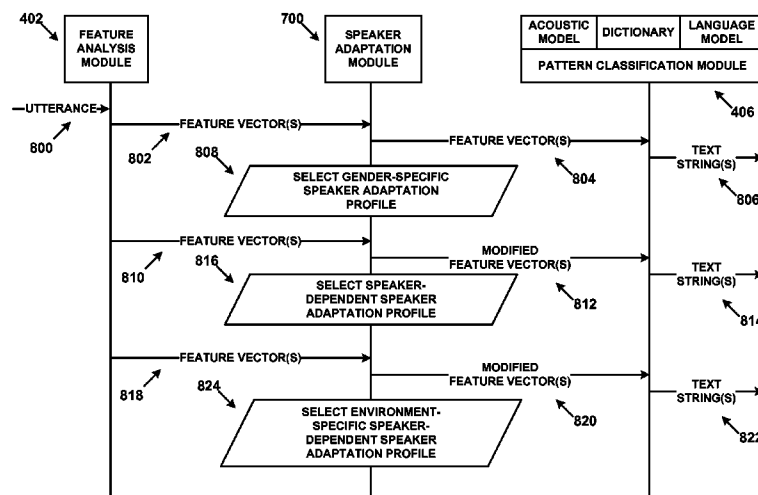 402
FEATURE
ANALYSIS
MODULE
700
SPEAKER
ADAPTATION
MODULE
ACOUSTIC
MODEL
DICTIONARY
LANGUAGE
MODEL
PATTERN CLASSIFICATION MODULE
406
UTTERANCE
800
FEATURE VECTOR(S)
802
FEATURE VECTOR(S)
804
TEXT
STRING(S)
806
808
SELECT GENDER-SPECIFIC
SPEAKER ADAPTATION
PROFILE
FEATURE VECTOR(S)
810
MODIFIED
FEATURE VECTOR(S)
812
TEXT
STRING(S)
814
816
SELECT SPEAKER-
DEPENDENT SPEAKER
ADAPTATION PROFILE
FEATURE VECTOR(S)
818
MODIFIED
FEATURE VECTOR(S)
820
TEXT
STRING(S)
822
824
SELECT ENVIRONMENT-
SPECIFIC SPEAKER-
DEPENDENT SPEAKER
ADAPTATION PROFILE